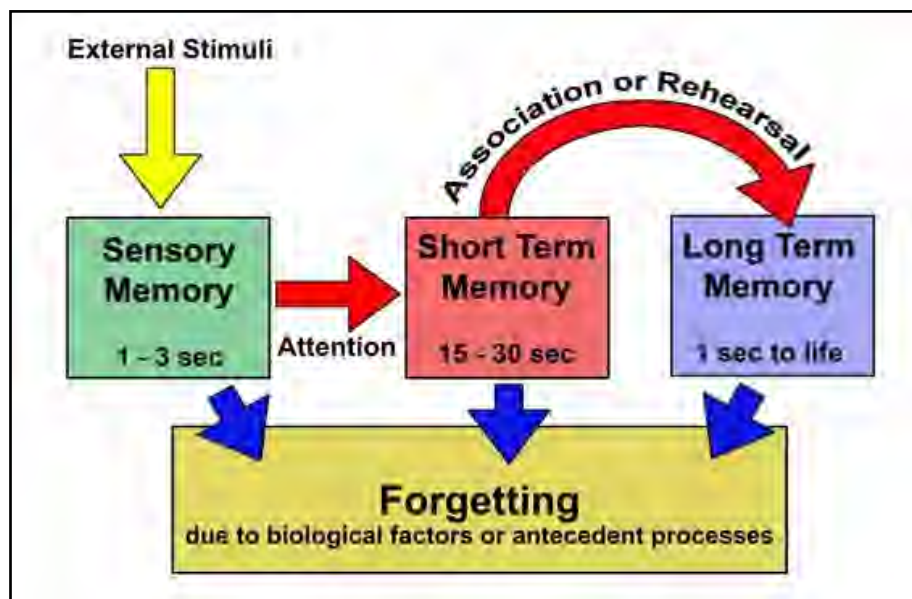 External Stimuli
Association or Rehearsal
Sensory
Memory
1 - 3 sec
Attention
Short Term
Memory
15 - 30 sec
Long Term
Memory
1 sec to life
Forgetting
due to biological factors or antecedent processes